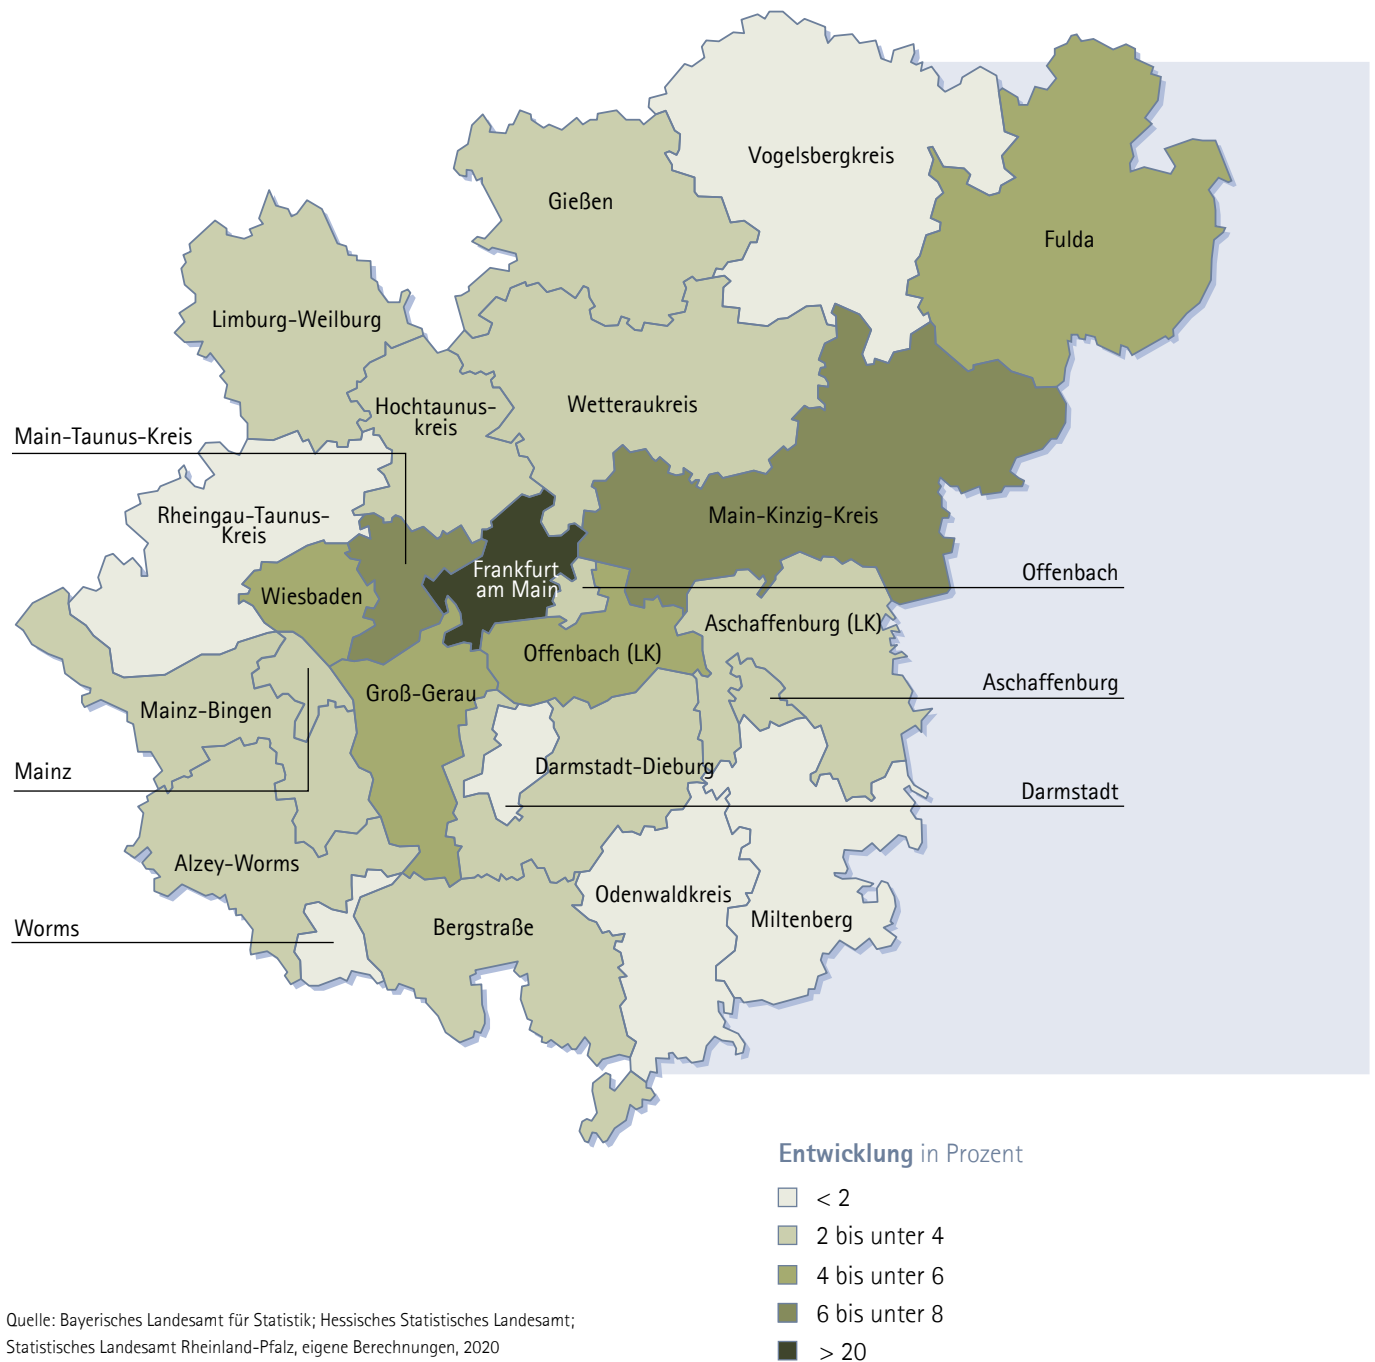 Vogelsbergkreis
Gießen
Fulda
Limburg-Weilburg
Hochtaunus-
kreis
Wetteraukreis
Main-Taunus-Kreis
Rheingau-Taunus-
Kreis
Main-Kinzig-Kreis
Frankfurt
am Main
Offenbach
Wiesbaden
Aschaffenburg (LK)
Offenbach (LK)
Aschaffenburg
Groß-Gerau
Mainz-Bingen
Mainz
Darmstadt-Dieburg
Darmstadt
Alzey-Worms
Odenwaldkreis
Miltenberg
Worms
Bergstraße
Entwicklung in Prozent
< 2
2 bis unter 4
4 bis unter 6
6 bis unter 8
> 20
Quelle: Bayerisches Landesamt für Statistik; Hessisches Statistisches Landesamt;
Statistisches Landesamt Rheinland-Pfalz, eigene Berechnungen, 2020